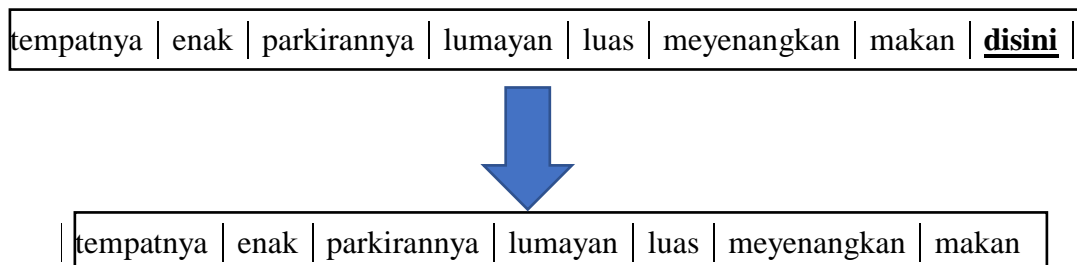 tempatnya | enak | parkirannya | lumayan | luas | meyenangkan | makan | disini |
| tempatnya | enak | parkirannya | lumayan | luas | meyenangkan | makan